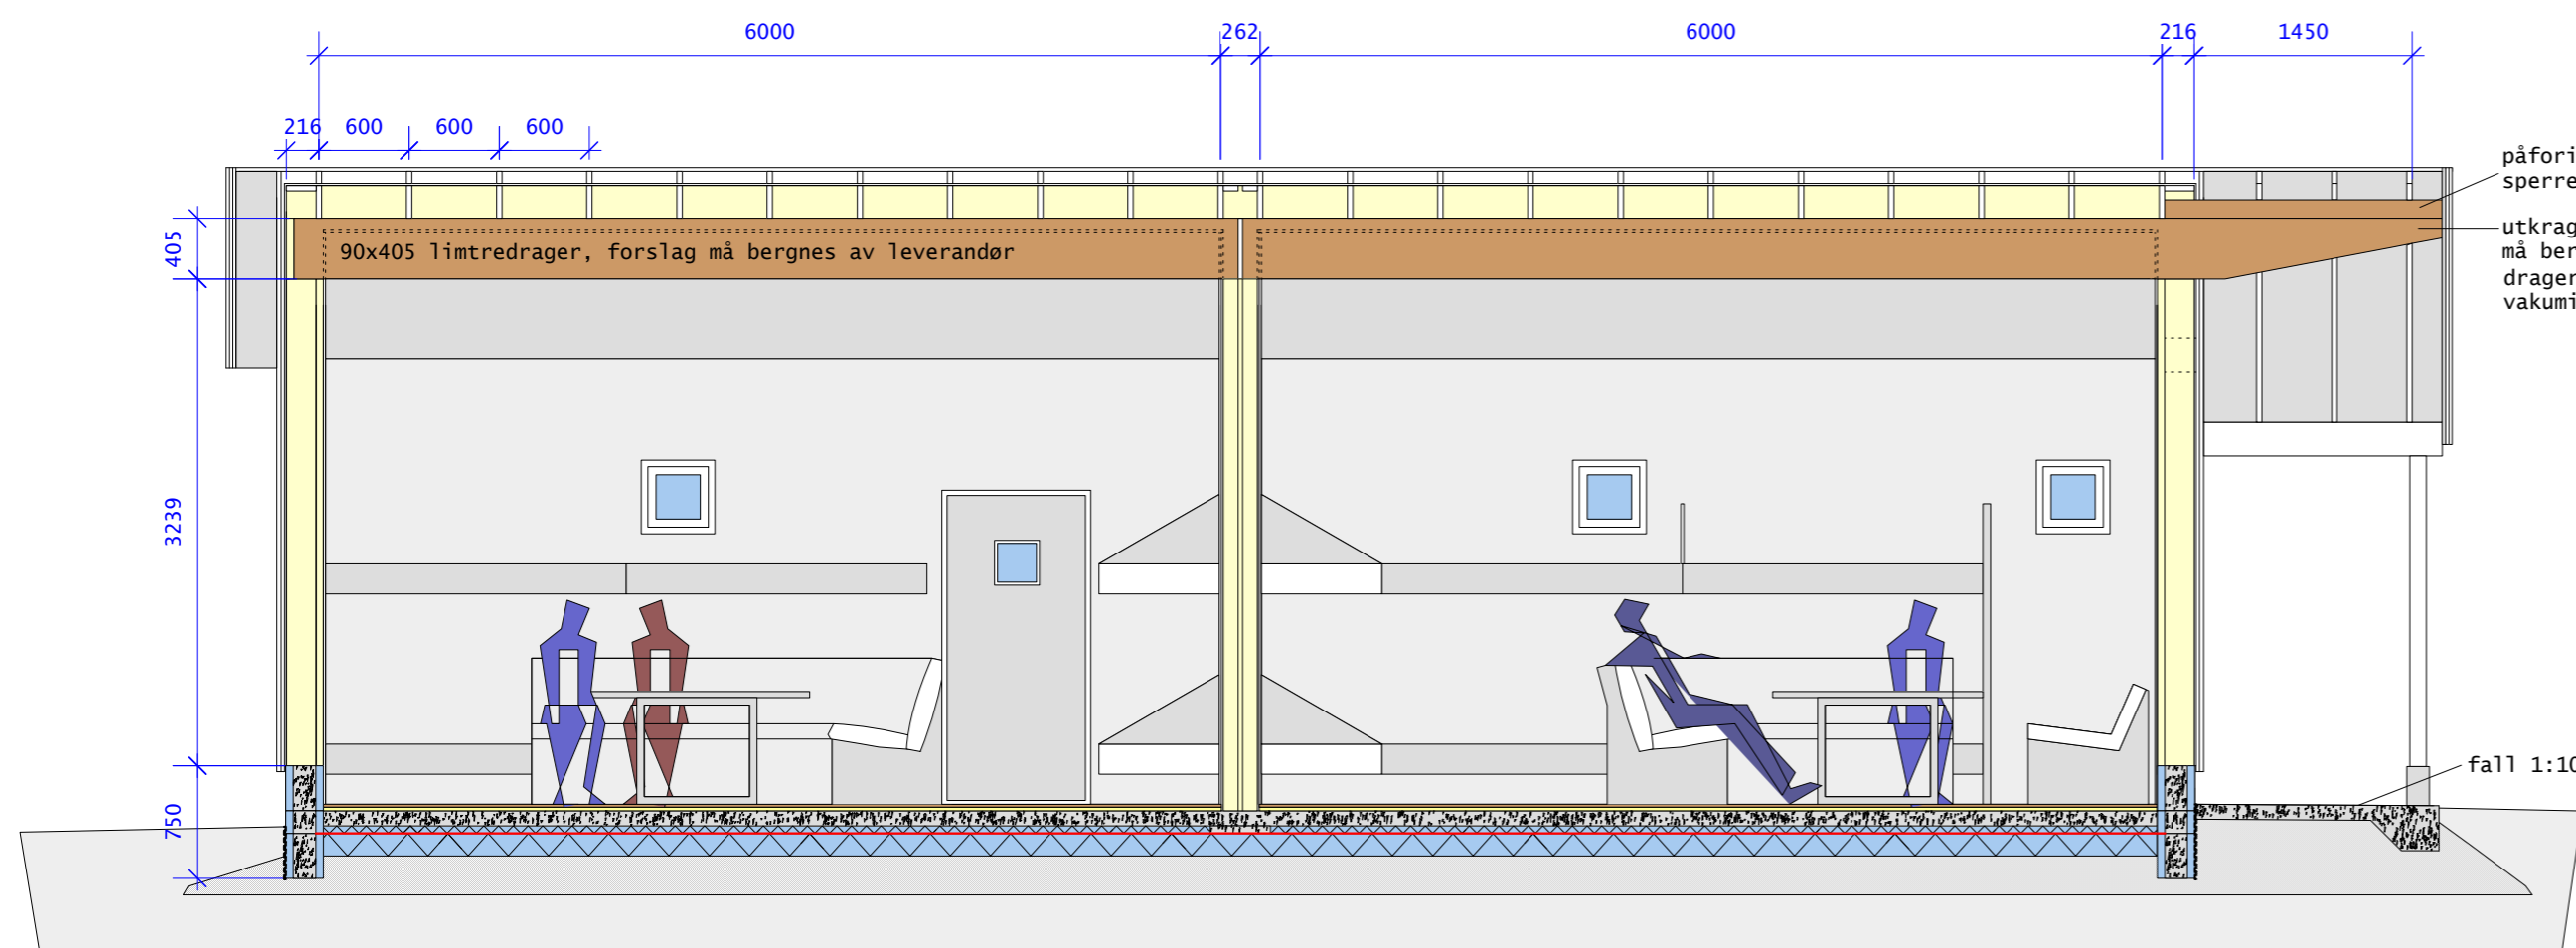 6000
262
6000
216
1450
216
600
600
600
påfori
sperre
utkrag
må ber
drager
vakumi
405
90x405 limtredrager, forslag må bergnes av leverandør
3239
750
fall 1:10